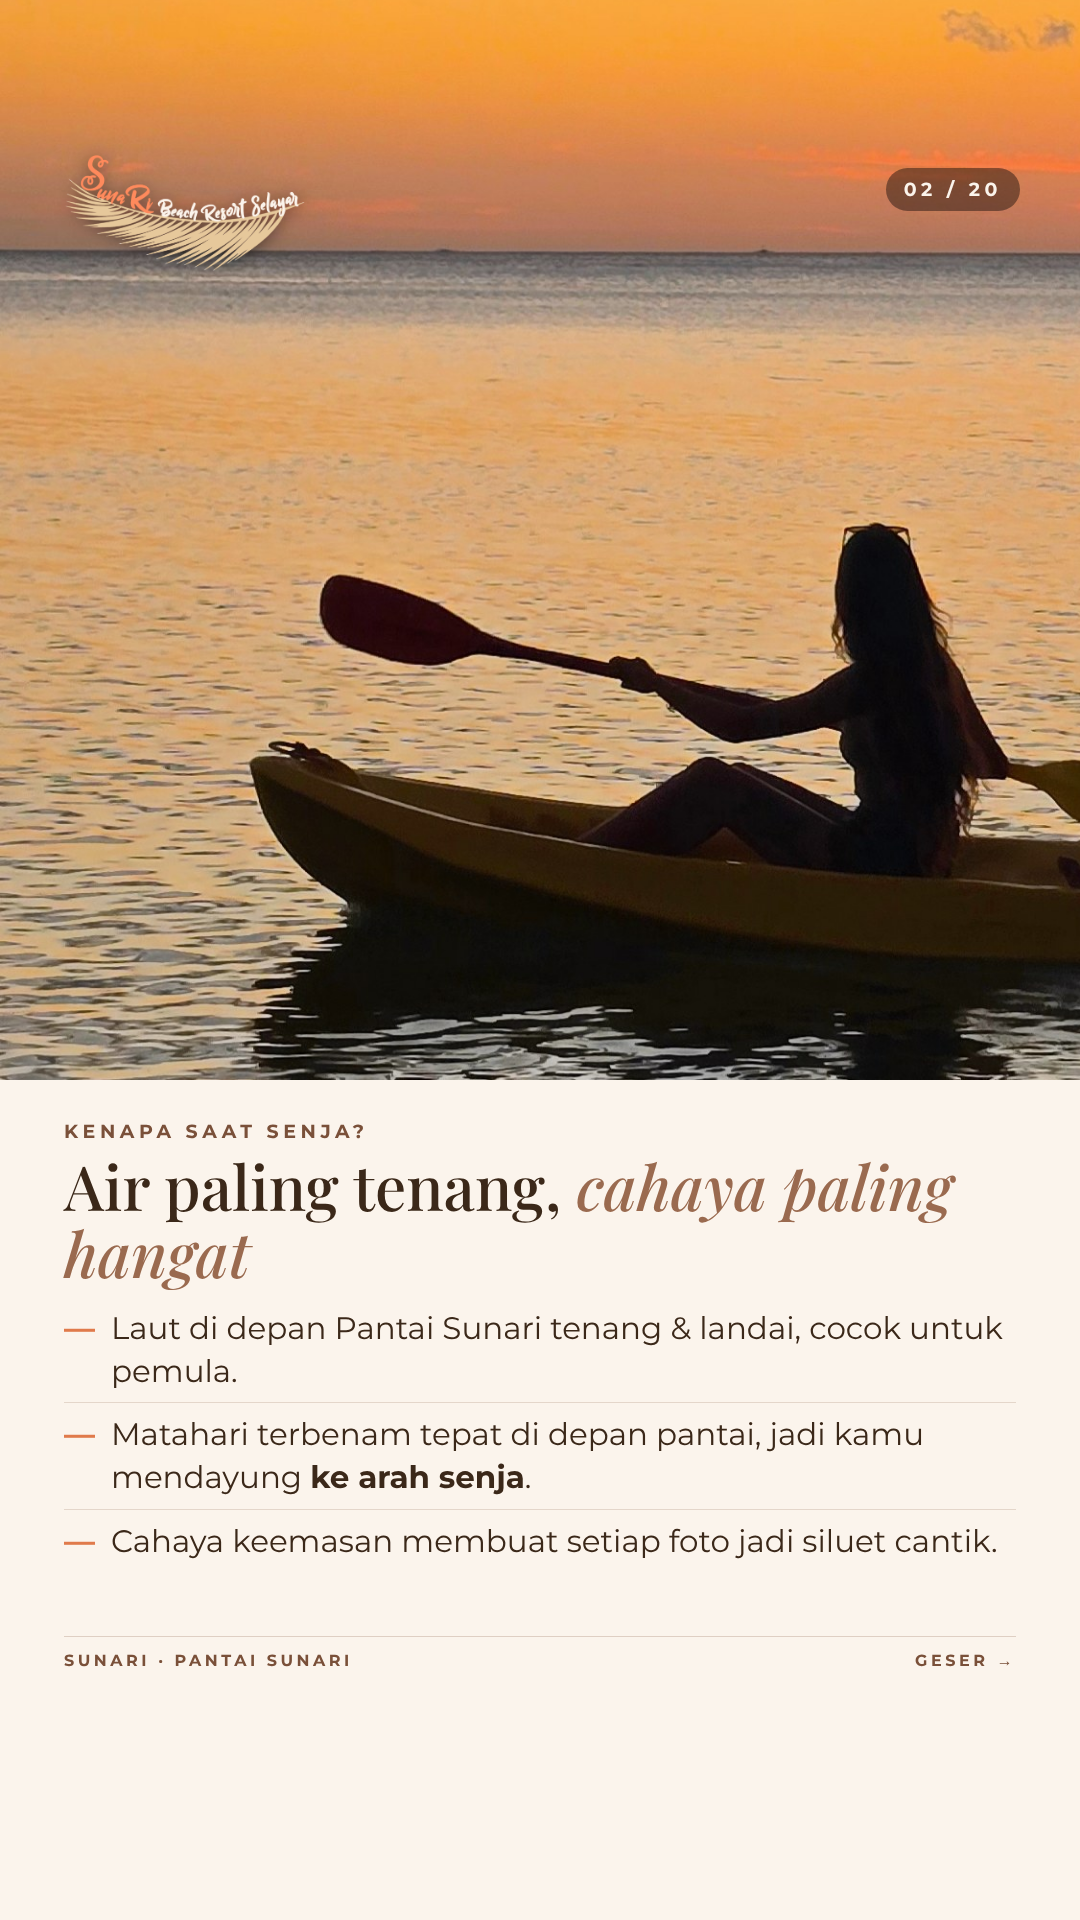 SunaRi Beach Resort Selayar
02 / 20
KENAPA SAAT SENJA?
Air paling tenang, cahaya paling
hangat
— Laut di depan Pantai Sunari tenang & landai, cocok untuk
pemula.
— Matahari terbenam tepat di depan pantai, jadi kamu
mendayung ke arah senja.
— Cahaya keemasan membuat setiap foto jadi siluet cantik.
SUNARI · PANTAI SUNARI
GESER →